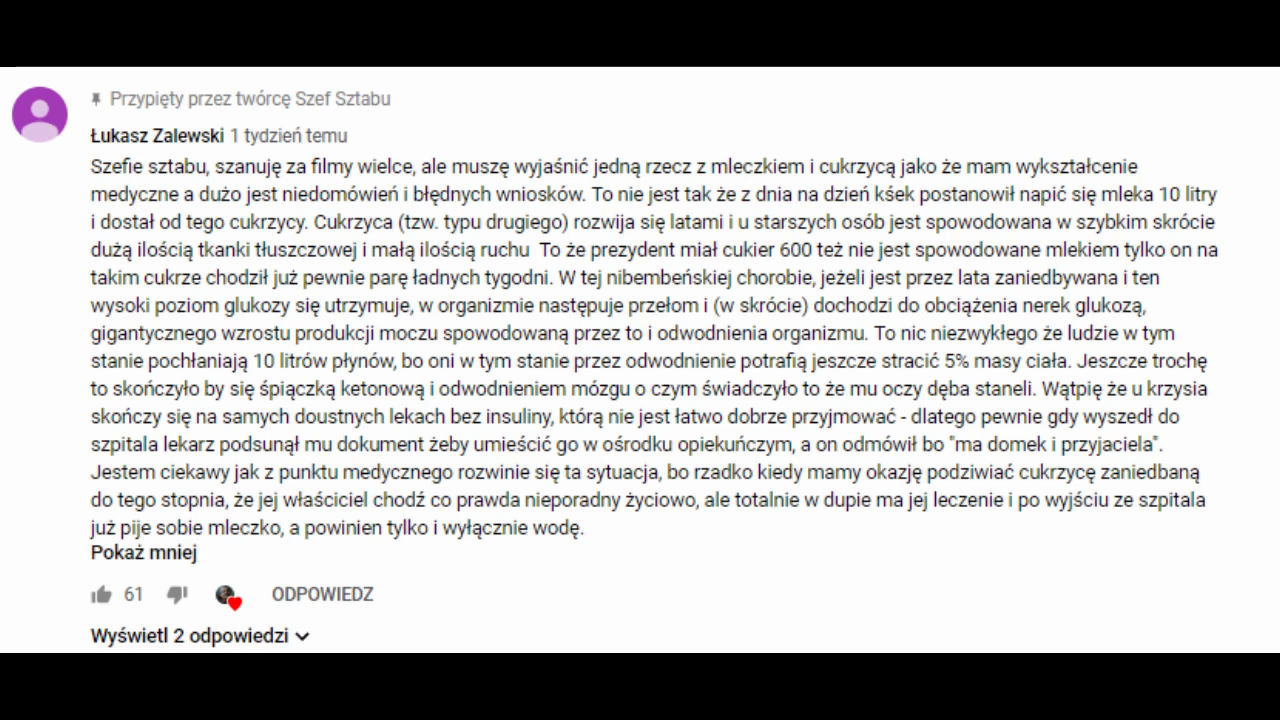 Przypięty przez twórcę Szef Sztabu
Łukasz Zalewski 1 tydzień temu
Szefie sztabu, szanuję za filmy wielce, ale muszę wyjaśnić jedną rzecz z mleczkiem i cukrzycą jako że mam wykształcenie
medyczne a dużo jest niedomówień i błędnych wniosków. To nie jest tak że z dnia na dzień kśek postanowił napić się mleka 10 litry
i dostał od tego cukrzycy. Cukrzyca (tzw. typu drugiego) rozwija się latami i u starszych osób jest spowodowana w szybkim skrócie
dużą ilością tkanki tłuszczowej i małą ilością ruchu  To że prezydent miał cukier 600 też nie jest spowodowane mlekiem tylko on na
takim cukrze chodził już pewnie parę ładnych tygodni. W tej nibembeńskiej chorobie, jeżeli jest przez lata zaniedbywana i ten
wysoki poziom glukozy się utrzymuje, w organizmie następuje przełom i (w skrócie) dochodzi do obciążenia nerek glukozą,
gigantycznego wzrostu produkcji moczu spowodowaną przez to i odwodnienia organizmu. To nic niezwykłego że ludzie w tym
stanie pochłaniają 10 litrów płynów, bo oni w tym stanie przez odwodnienie potrafią jeszcze stracić 5% masy ciała. Jeszcze trochę
to skończyło by się śpiączką ketonową i odwodnieniem mózgu o czym świadczyło to że mu oczy dęba staneli. Wątpię że u krzysia
skończy się na samych doustnych lekach bez insuliny, którą nie jest łatwo dobrze przyjmować - dlatego pewnie gdy wyszedł do
szpitala lekarz podsunął mu dokument żeby umieścić go w ośrodku opiekuńczym, a on odmówił bo "ma domek i przyjaciela".
Jestem ciekawy jak z punktu medycznego rozwinie się ta sytuacja, bo rzadko kiedy mamy okazję podziwiać cukrzycę zaniedbaną
do tego stopnia, że jej właściciel chodź co prawda nieporadny życiowo, ale totalnie w dupie ma jej leczenie i po wyjściu ze szpitala
już pije sobie mleczko, a powinien tylko i wyłącznie wodę.
Pokaż mniej
61 ODPOWIEDZ
Wyświetl 2 odpowiedzi